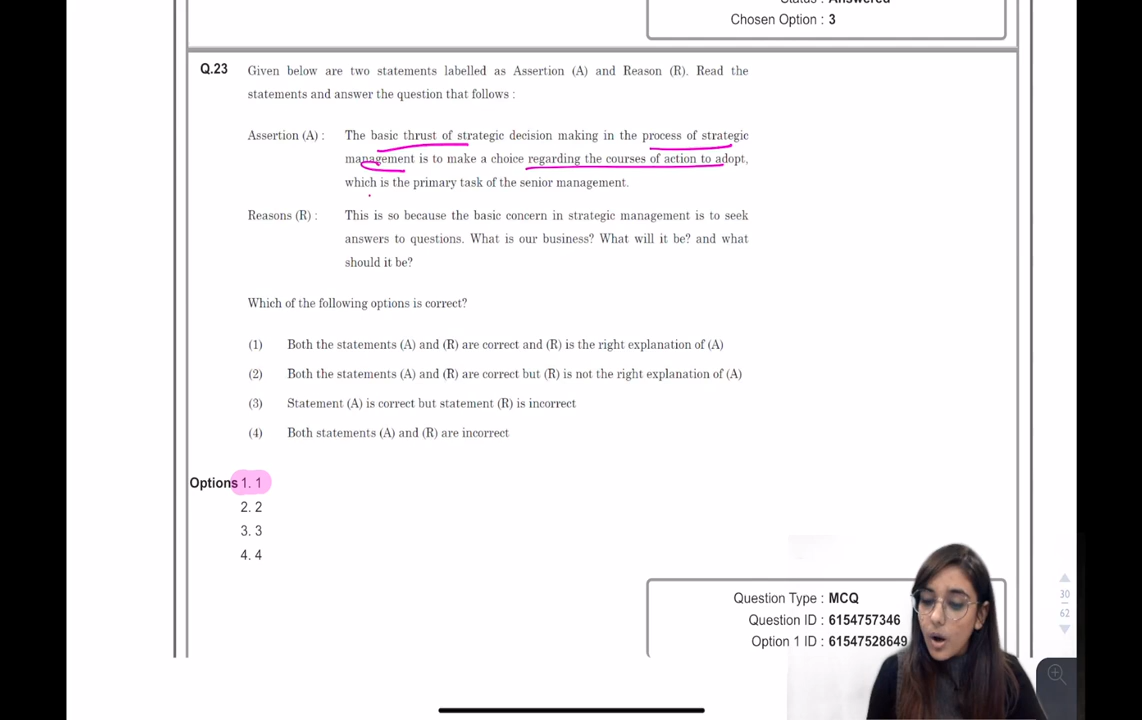 Status : Answered
Chosen Option : 3
Q.23 Given below are two statements labelled as Assertion (A) and Reason (R). Read the
statements and answer the question that follows :
Assertion (A) : The basic thrust of strategic decision making in the process of strategic
management is to make a choice regarding the courses of action to adopt,
which is the primary task of the senior management.
Reasons (R) : This is so because the basic concern in strategic management is to seek
answers to questions. What is our business? What will it be? and what
should it be?
Which of the following options is correct?
(1) Both the statements (A) and (R) are correct and (R) is the right explanation of (A)
(2) Both the statements (A) and (R) are correct but (R) is not the right explanation of (A)
(3) Statement (A) is correct but statement (R) is incorrect
(4) Both statements (A) and (R) are incorrect
Options 1. 1
2. 2
3. 3
4. 4
Question Type : MCQ
Question ID : 6154757346
Option 1 ID : 61547528649
30
62